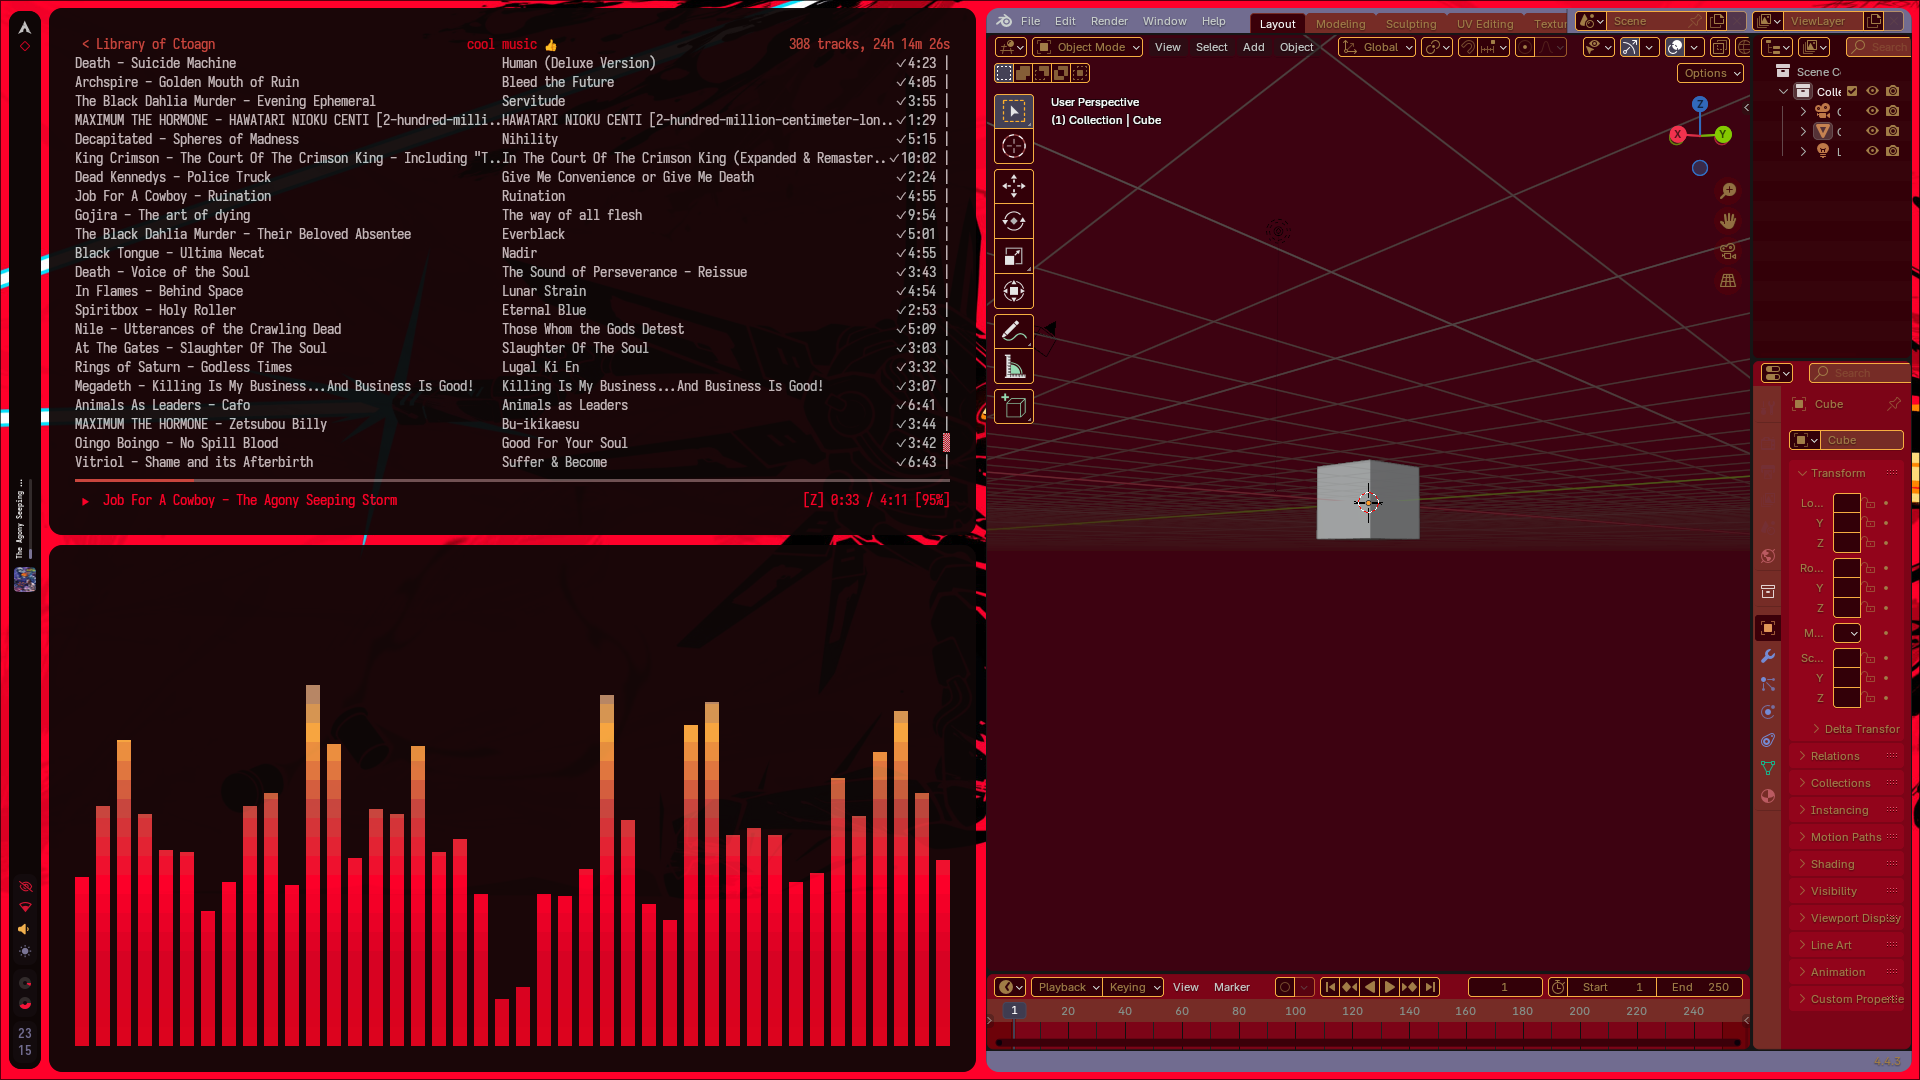 < Library of Ctoagn cool music 👍 308 tracks, 24h 14m 26s
Death - Suicide Machine Human (Deluxe Version) ✓4:23
Archspire - Golden Mouth of Ruin Bleed the Future ✓4:05
The Black Dahlia Murder - Evening Ephemeral Servitude ✓3:55
MAXIMUM THE HORMONE - HAWATARI NIOKU CENTI [2-hundred-milli..HAWATARI NIOKU CENTI [2-hundred-million-centimeter-lon..✓1:29
Decapitated - Spheres of Madness Nihility ✓5:15
King Crimson - The Court Of The Crimson King - Including "T..In The Court Of The Crimson King (Expanded & Remaster..✓10:02
Dead Kennedys - Police Truck Give Me Convenience or Give Me Death ✓2:24
Job For A Cowboy - Ruination Ruination ✓4:55
Gojira - The art of dying The way of all flesh ✓9:54
The Black Dahlia Murder - Their Beloved Absentee Everblack ✓5:01
Black Tongue - Ultima Necat Nadir ✓4:55
Death - Voice of the Soul The Sound of Perseverance - Reissue ✓3:43
In Flames - Behind Space Lunar Strain ✓4:54
Spiritbox - Holy Roller Eternal Blue ✓2:53
Nile - Utterances of the Crawling Dead Those Whom the Gods Detest ✓5:09
At The Gates - Slaughter Of The Soul Slaughter Of The Soul ✓3:03
Rings of Saturn - Godless Times Lugal Ki En ✓3:32
Megadeth - Killing Is My Business...And Business Is Good! Killing Is My Business...And Business Is Good! ✓3:07
Animals As Leaders - Cafo Animals as Leaders ✓6:41
MAXIMUM THE HORMONE - Zetsubou Billy Bu-ikikaesu ✓3:44
Oingo Boingo - No Spill Blood Good For Your Soul ✓3:42
Vitriol - Shame and its Afterbirth Suffer & Become ✓6:43
▶ Job For A Cowboy - The Agony Seeping Storm [Z] 0:33 / 4:11 [95%]
The Agony Seeping ...
23
15
File Edit Render Window Help Layout Modeling Sculpting UV Editing Textur Scene ViewLayer
Object Mode View Select Add Object Global Search
Options
User Perspective
(1) Collection | Cube
Z
X
Y
Scene C
Colle
Search
Cube
Cube
Transform
Lo...
Y
Z
Ro...
Y
Z
M...
Sc...
Y
Z
Delta Transfor
Relations
Collections
Instancing
Motion Paths
Shading
Visibility
Viewport Display
Line Art
Animation
Custom Propertie
Playback Keying View Marker 1 Start 1 End 250
1 20 40 60 80 100 120 140 160 180 200 220 240
4.4.3